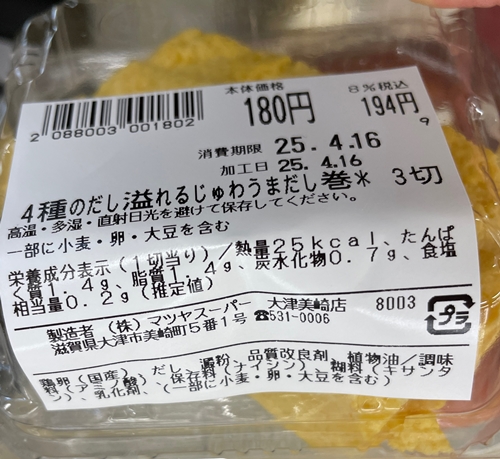 本体価格 8%税込
180円 194円
9
2 088003 001802
消費期限 25. 4.16
加工日 25. 4.16
4種のだし溢れるじゅわうまだし巻※ 3切
高温・多湿・直射日光を避けて保存してください。
一部に小麦・卵・大豆を含む
栄養成分表示(1切当り)/熱量25kcal、たんぱ
く質1.4g、脂質1.4g、炭水化物0.7g、食塩
相当量0.2g(推定値)
製造者 (株)マツヤスーパー 大津美崎店 8003
滋賀県大津市美崎町5番1号 ☎531-0006
プラ
鶏卵(国産)、だし、澱粉、品質改良剤、植物油/調味
料(アミノ酸)、保存料(ナイシン)、糊料(キサンタ
ン)、乳化剤、(一部に小麦・卵・大豆を含む)